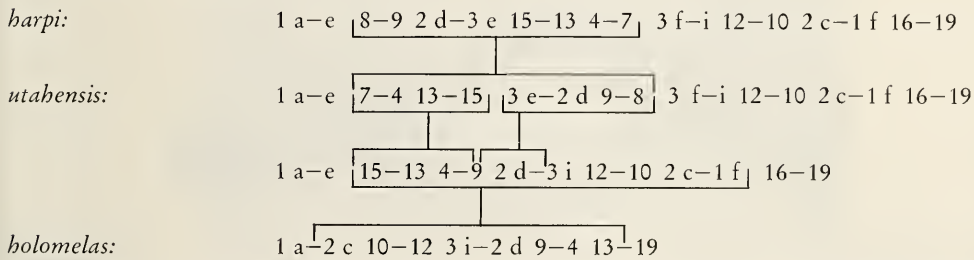 harpi: 1 a–e 8–9 2 d–3 e 15–13 4–7 3 f–i 12–10 2 c–1 f 16–19
utahensis: 1 a–e 7–4 13–15 3 e–2 d 9–8 3 f–i 12–10 2 c–1 f 16–19
1 a–e 15–13 4–9 2 d–3 i 12–10 2 c–1 f 16–19
holomelas: 1 a–2 c 10–12 3 i–2 d 9–4 13–19